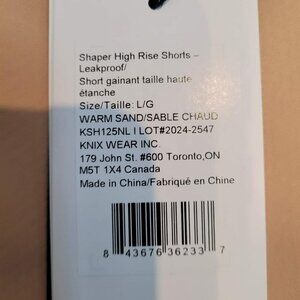 Shaper High Rise Shorts –
Leakproof/
Short gainant taille haute
étanche
Size/Taille: L/G
WARM SAND/SABLE CHAUD
KSH125NL I LOT#2024-2547
KNIX WEAR INC.
179 John St. #600 Toronto,ON
M5T 1X4 Canada
Made in China/Fabriqué en Chine
8 43676 36233 7